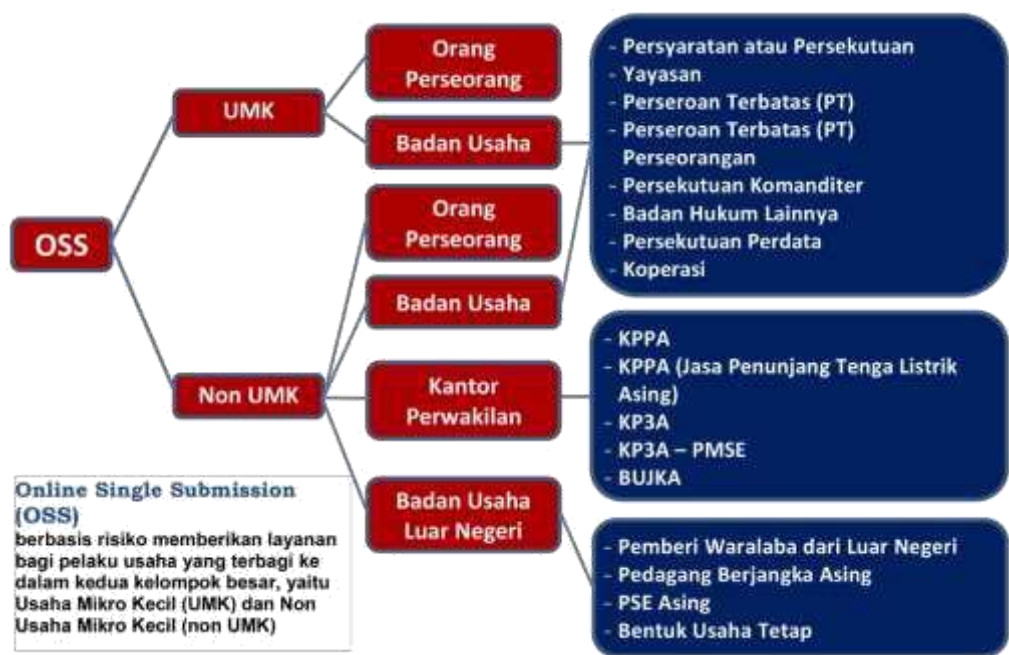 OSS
UMK
Orang
Perseorang
Badan Usaha
- Persyaratan atau Persekutuan
- Yayasan
- Perseroan Terbatas (PT)
- Perseroan Terbatas (PT)
Perseorangan
- Persekutuan Komanditer
- Badan Hukum Lainnya
- Persekutuan Perdata
- Koperasi
Non UMK
Orang
Perseorang
Badan Usaha
Kantor
Perwakilan
- KPPA
- KPPA (Jasa Penunjang Tenga Listrik
Asing)
- KP3A
- KP3A – PMSE
- BUJKA
Badan Usaha
Luar Negeri
- Pemberi Waralaba dari Luar Negeri
- Pedagang Berjangka Asing
- PSE Asing
- Bentuk Usaha Tetap
Online Single Submission
(OSS)
berbasis risiko memberikan layanan
bagi pelaku usaha yang terbagi ke
dalam kedua kelompok besar, yaitu
Usaha Mikro Kecil (UMK) dan Non
Usaha Mikro Kecil (non UMK)